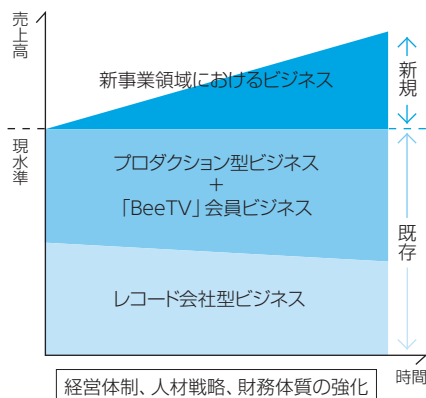 売上高
新事業領域におけるビジネス
新規
現水準
プロダクション型ビジネス
+
「BeeTV」会員ビジネス
既存
レコード会社型ビジネス
時間
経営体制、人材戦略、財務体質の強化